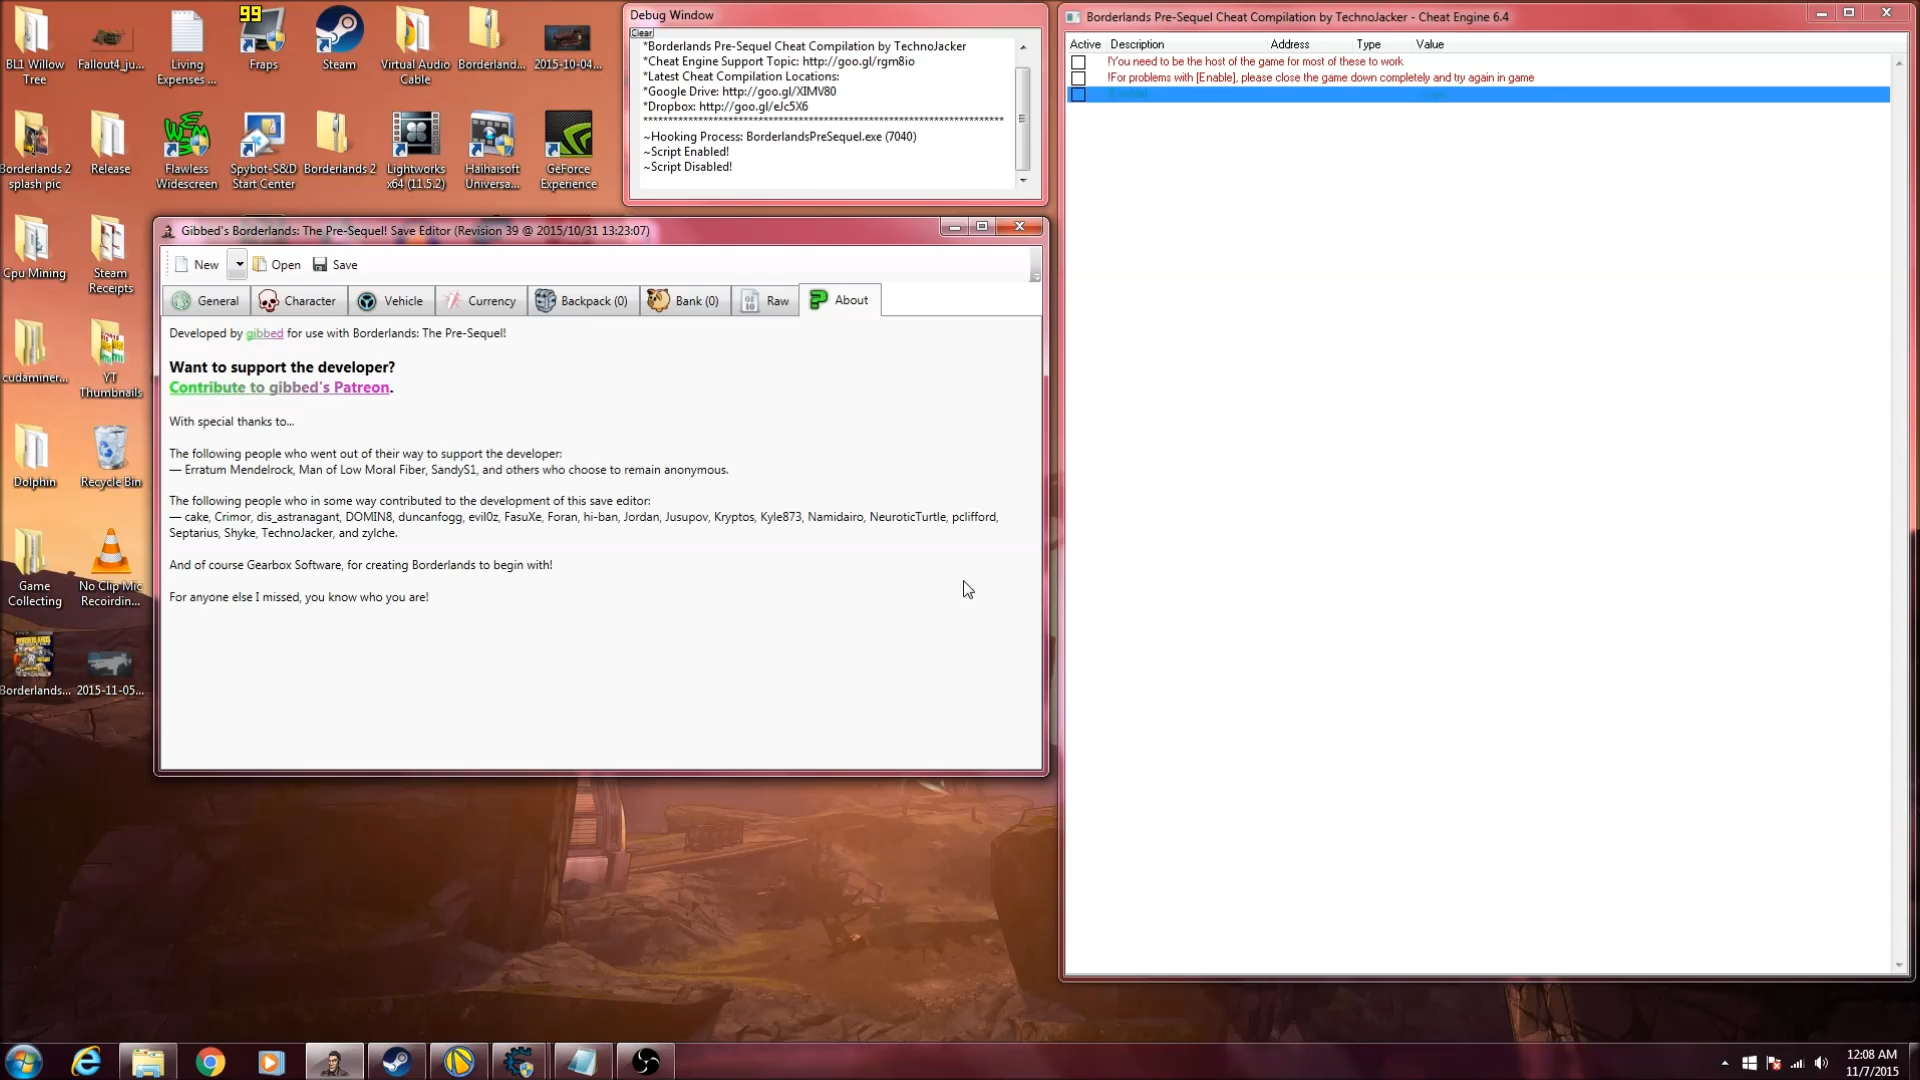 BL1 Willow
Tree
Fallout4_ju...
Living
Expenses ...
99
Fraps
Steam
Virtual Audio
Cable
Borderland...
2015-10-04...
Borderlands 2
splash pic
Release
Flawless
Widescreen
Spybot-S&D
Start Center
Borderlands 2
Lightworks
x64 (11.5.2)
Haihaisoft
Universa...
GeForce
Experience
Cpu Mining
Steam
Receipts
cudaminer...
YT
Thumbnails
Dolphin
Recycle Bin
Game
Collecting
No Clip Mic
Recoirdin...
Borderlands...
2015-11-05...
Debug Window
Clear
*Borderlands Pre-Sequel Cheat Compilation by TechnoJacker
*Cheat Engine Support Topic: http://goo.gl/rgm8io
*Latest Cheat Compilation Locations:
*Google Drive: http://goo.gl/XIMV80
*Dropbox: http://goo.gl/eJc5X6
************************************************************************
~Hooking Process: BorderlandsPreSequel.exe (7040)
~Script Enabled!
~Script Disabled!
Gibbed's Borderlands: The Pre-Sequel! Save Editor (Revision 39 @ 2015/10/31 13:23:07)
New Open Save
General Character Vehicle Currency Backpack (0) Bank (0) Raw About
Developed by gibbed for use with Borderlands: The Pre-Sequel!
Want to support the developer?
Contribute to gibbed's Patreon.
With special thanks to...
The following people who went out of their way to support the developer:
— Erratum Mendelrock, Man of Low Moral Fiber, SandyS1, and others who choose to remain anonymous.
The following people who in some way contributed to the development of this save editor:
— cake, Crimor, dis_astranagant, DOMIN8, duncanfogg, evil0z, FasuXe, Foran, hi-ban, Jordan, Jusupov, Kryptos, Kyle873, Namidairo, NeuroticTurtle, pclifford,
Septarius, Shyke, TechnoJacker, and zylche.
And of course Gearbox Software, for creating Borderlands to begin with!
For anyone else I missed, you know who you are!
Borderlands Pre-Sequel Cheat Compilation by TechnoJacker - Cheat Engine 6.4
Active Description Address Type Value
!You need to be the host of the game for most of these to work.
!For problems with [Enable], please close the game down completely and try again in game
[Enable]
12:08 AM
11/7/2015